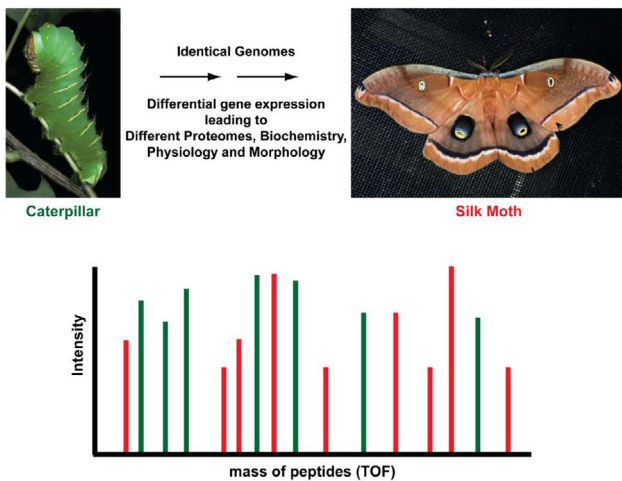 Identical Genomes
Differential gene expression
leading to
Different Proteomes, Biochemistry,
Physiology and Morphology
Caterpillar
Silk Moth
Intensity
mass of peptides (TOF)